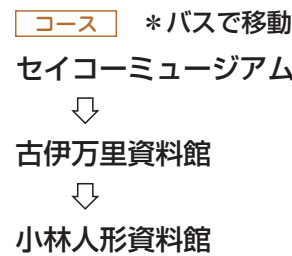 コース ＊バスで移動
セイコーミュージアム
⇩
古伊万里資料館
⇩
小林人形資料館